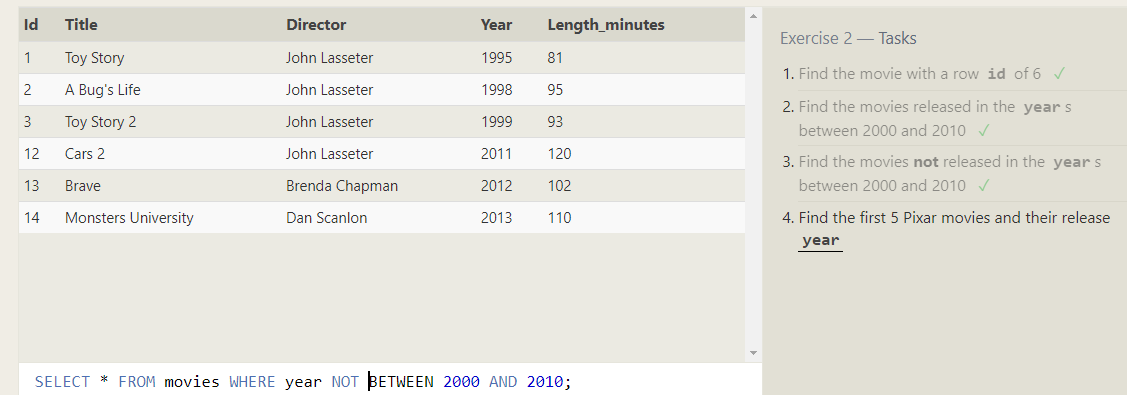 Id Title Director Year Length_minutes
1 Toy Story John Lasseter 1995 81
2 A Bug's Life John Lasseter 1998 95
3 Toy Story 2 John Lasseter 1999 93
12 Cars 2 John Lasseter 2011 120
13 Brave Brenda Chapman 2012 102
14 Monsters University Dan Scanlon 2013 110
SELECT * FROM movies WHERE year NOT BETWEEN 2000 AND 2010;
Exercise 2 — Tasks
1. Find the movie with a row id of 6 ✓
2. Find the movies released in the year s
between 2000 and 2010 ✓
3. Find the movies not released in the year s
between 2000 and 2010 ✓
4. Find the first 5 Pixar movies and their release
year